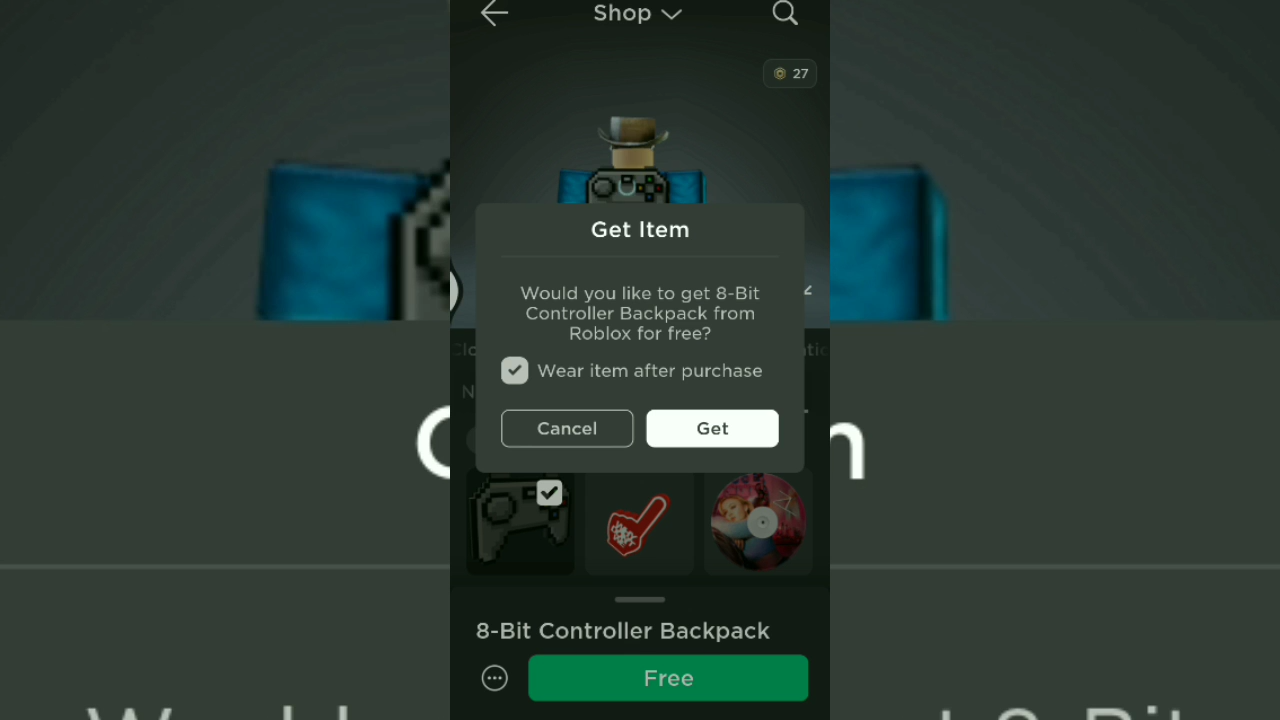 Shop
27
Get Item
Would you like to get 8-Bit
Controller Backpack from
Roblox for free?
Wear item after purchase
Cancel
Get
8-Bit Controller Backpack
Free